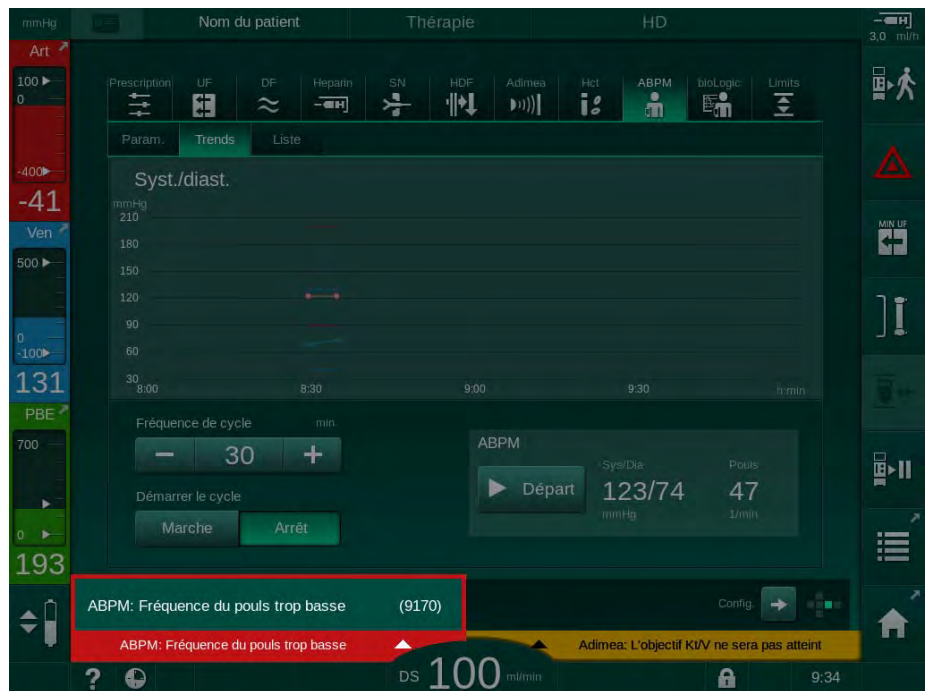 mmHg Nom du patient Thérapie HD 3,0 ml/h
Art
100
0
-400
-41
Ven
500
0
-100
131
PBE
700
0
193
Prescription UF DF Heparin SN HDF Adimea Hct ABPM bioLogic Limits
Param. Trends Liste
Syst./diast.
mmHg
210
180
150
120
90
60
30
8:00 8:30 9:00 9:30 h:min
Fréquence de cycle min.
− 30 +
Démarrer le cycle
Marche Arrêt
ABPM
Sys/Dia Pouls
Départ 123/74 47
mmHg 1/min
MIN UF
ABPM: Fréquence du pouls trop basse (9170)
Config.
ABPM: Fréquence du pouls trop basse
Adimea: L'objectif Kt/V ne sera pas atteint
? DS 100 ml/min 9:34